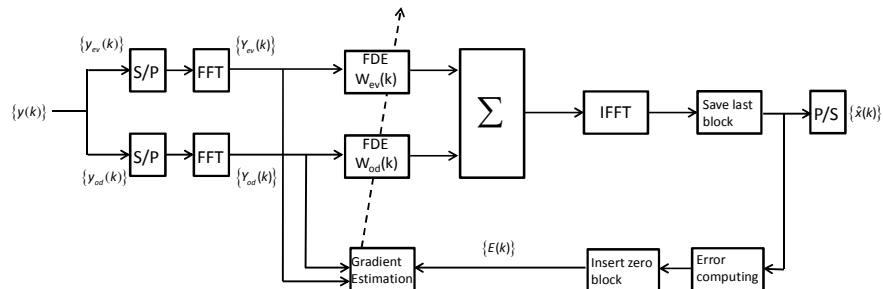 {y_ev(k)}
{Y_ev(k)}
S/P
FFT
FDE
W_ev(k)
{y(k)}
Σ
IFFT
Save last
block
P/S
{x̂(k)}
S/P
FFT
FDE
W_od(k)
{y_od(k)}
{Y_od(k)}
{E(k)}
Gradient
Estimation
Insert zero
block
Error
computing